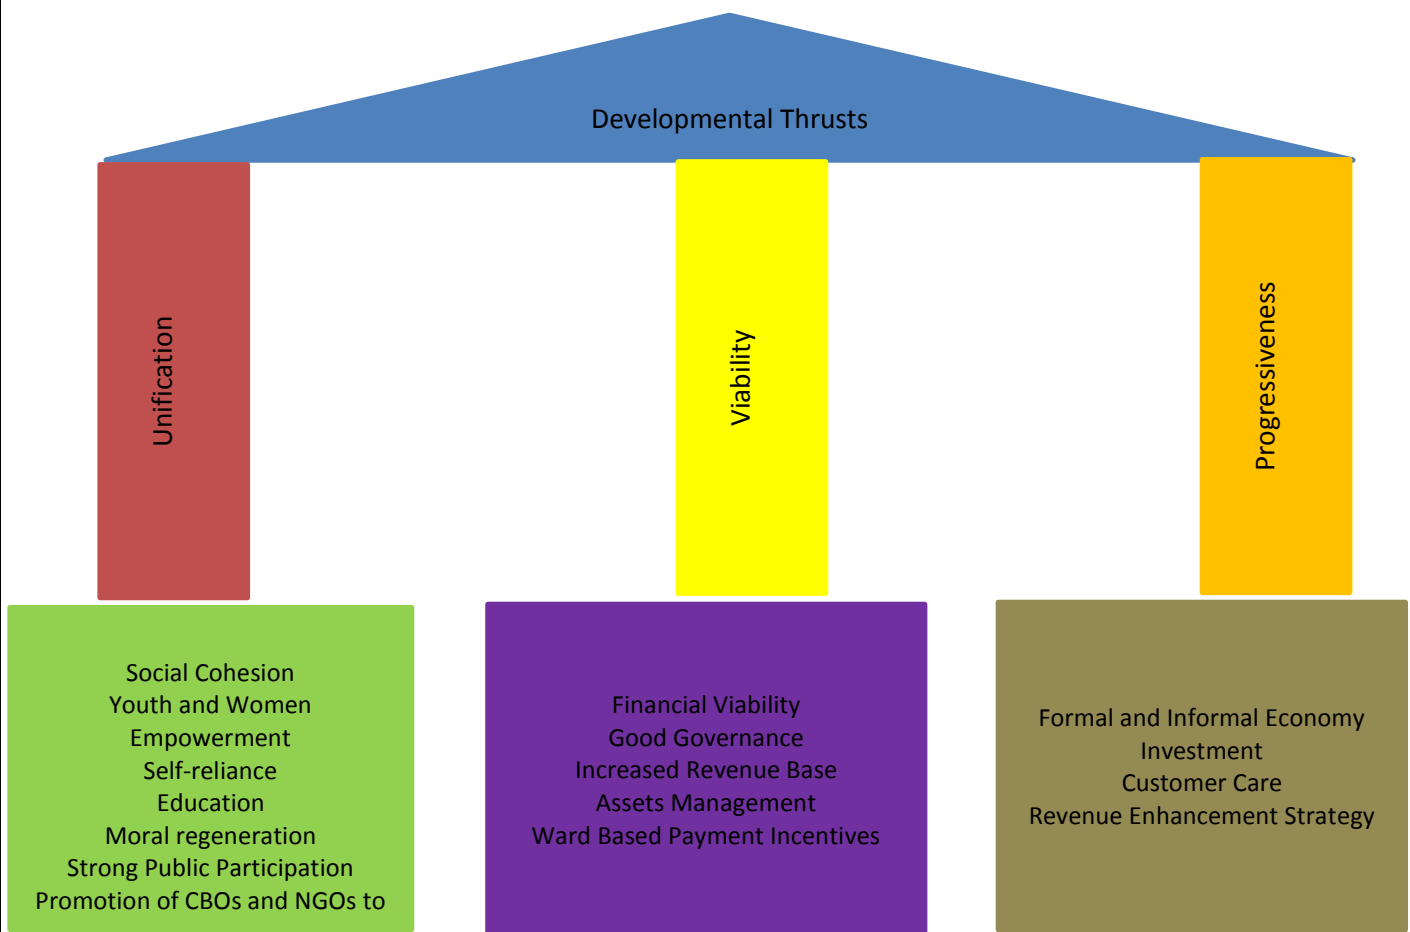 Developmental Thrusts
Unification
Viability
Progressiveness
Social Cohesion
Youth and Women
Empowerment
Self-reliance
Education
Moral regeneration
Strong Public Participation
Promotion of CBOs and NGOs to
Financial Viability
Good Governance
Increased Revenue Base
Assets Management
Ward Based Payment Incentives
Formal and Informal Economy
Investment
Customer Care
Revenue Enhancement Strategy